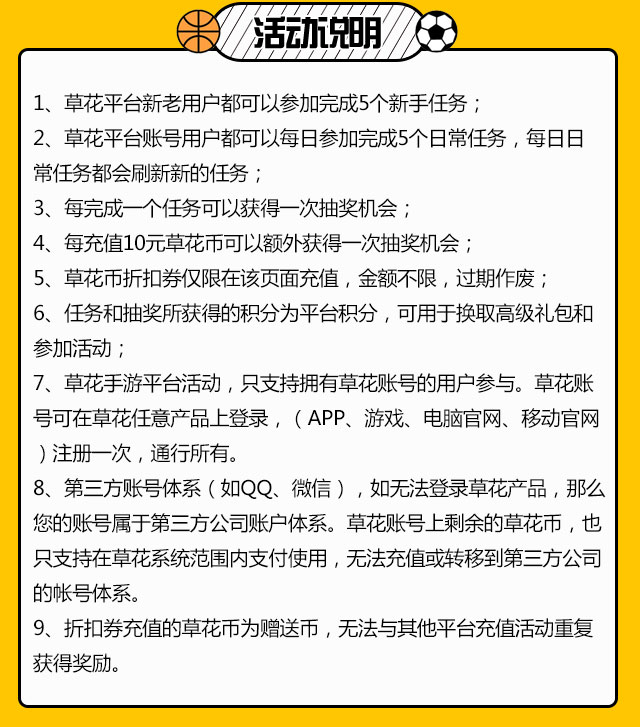 活动说明
1、草花平台新老用户都可以参加完成5个新手任务；
2、草花平台账号用户都可以每日参加完成5个日常任务，每日日
常任务都会刷新新的任务；
3、每完成一个任务可以获得一次抽奖机会；
4、每充值10元草花币可以额外获得一次抽奖机会；
5、草花币折扣券仅限在该页面充值，金额不限，过期作废；
6、任务和抽奖所获得的积分为平台积分，可用于换取高级礼包和
参加活动；
7、草花手游平台活动，只支持拥有草花账号的用户参与。草花账
号可在草花任意产品上登录，（APP、游戏、电脑官网、移动官网
）注册一次，通行所有。
8、第三方账号体系（如QQ、微信），如无法登录草花产品，那么
您的账号属于第三方公司账户体系。草花账号上剩余的草花币，也
只支持在草花系统范围内支付使用，无法充值或转移到第三方公司
的帐号体系。
9、折扣券充值的草花币为赠送币，无法与其他平台充值活动重复
获得奖励。